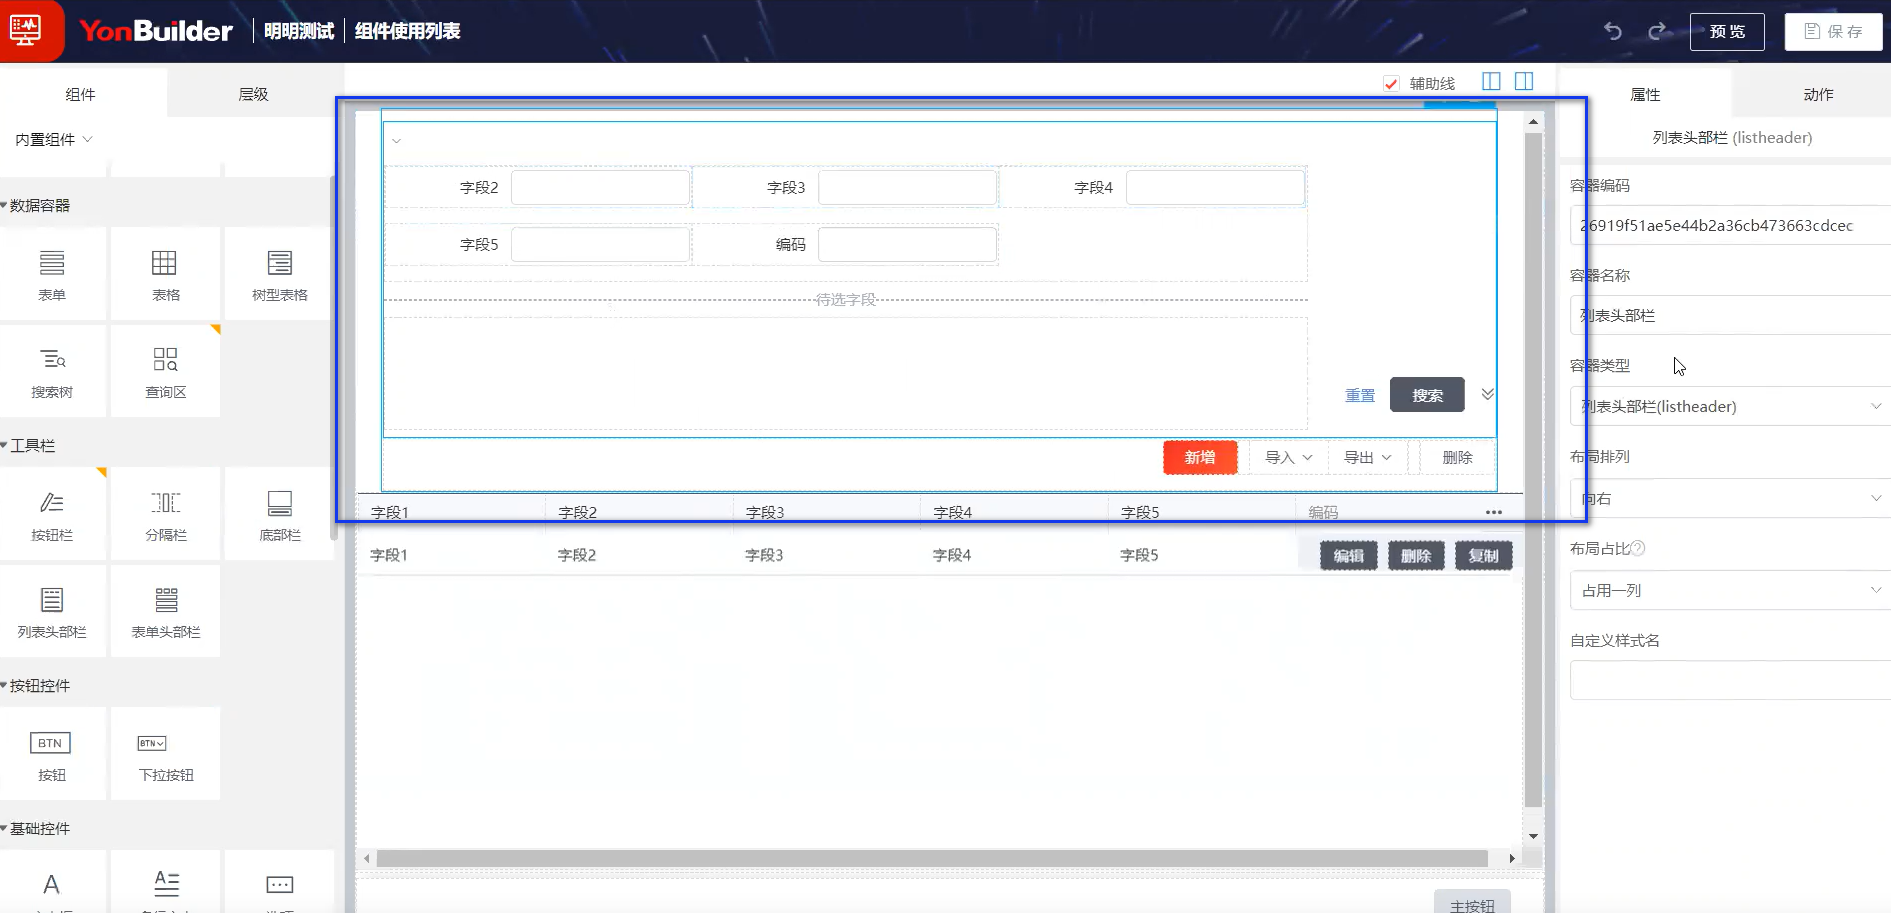 YonBuilder 明明测试 组件使用列表
预览
保存
组件
层级
内置组件
数据容器
表单
表格
树型表格
搜索树
查询区
工具栏
按钮栏
分隔栏
底部栏
列表头部栏
表单头部栏
按钮控件
BTN
BTN
按钮
下拉按钮
基础控件
A
A
辅助线
字段2
字段3
字段4
字段5
编码
待选字段
重置
搜索
新增
导入
导出
删除
字段1
字段2
字段3
字段4
字段5
编码
字段1
字段2
字段3
字段4
字段5
编辑
删除
复制
主按钮
属性
动作
列表头部栏 (listheader)
容器编码
26919f51ae5e44b2a36cb473663cdcec
容器名称
列表头部栏
容器类型
列表头部栏(listheader)
布局排列
向右
布局占比
占用一列
自定义样式名